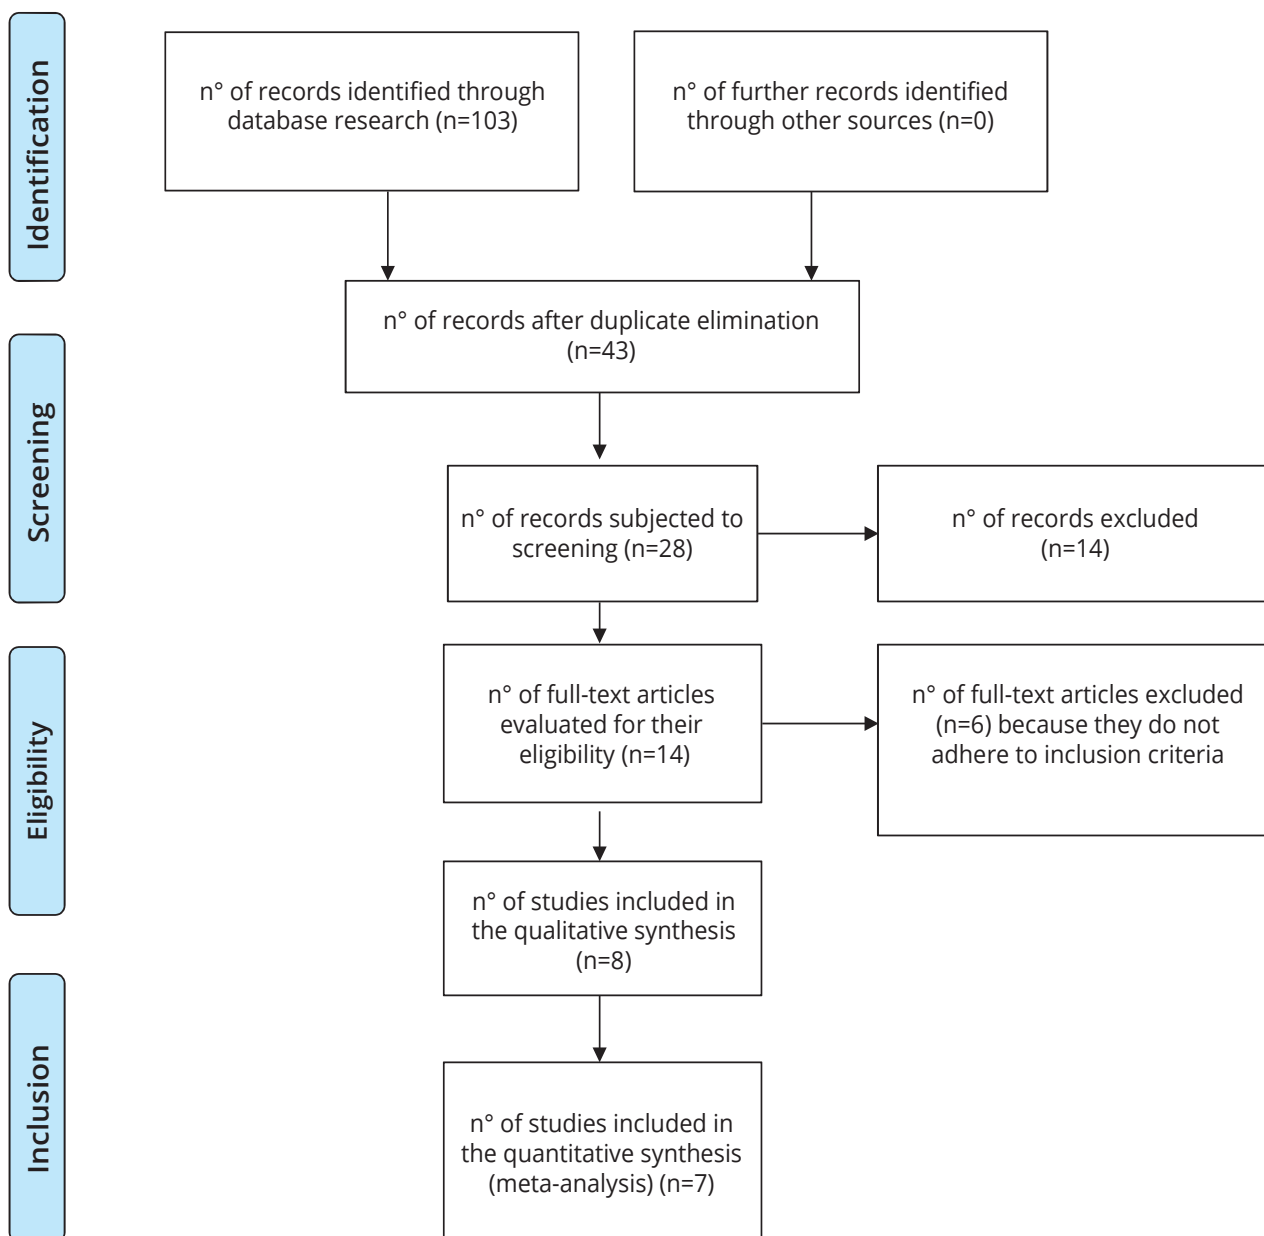 Identification
n° of records identified through
database research (n=103)
n° of further records identified
through other sources (n=0)
n° of records after duplicate elimination
(n=43)
Screening
n° of records subjected to
screening (n=28)
n° of records excluded
(n=14)
Eligibility
n° of full-text articles
evaluated for their
eligibility (n=14)
n° of full-text articles excluded
(n=6) because they do not
adhere to inclusion criteria
n° of studies included in
the qualitative synthesis
(n=8)
Inclusion
n° of studies included in
the quantitative synthesis
(meta-analysis) (n=7)